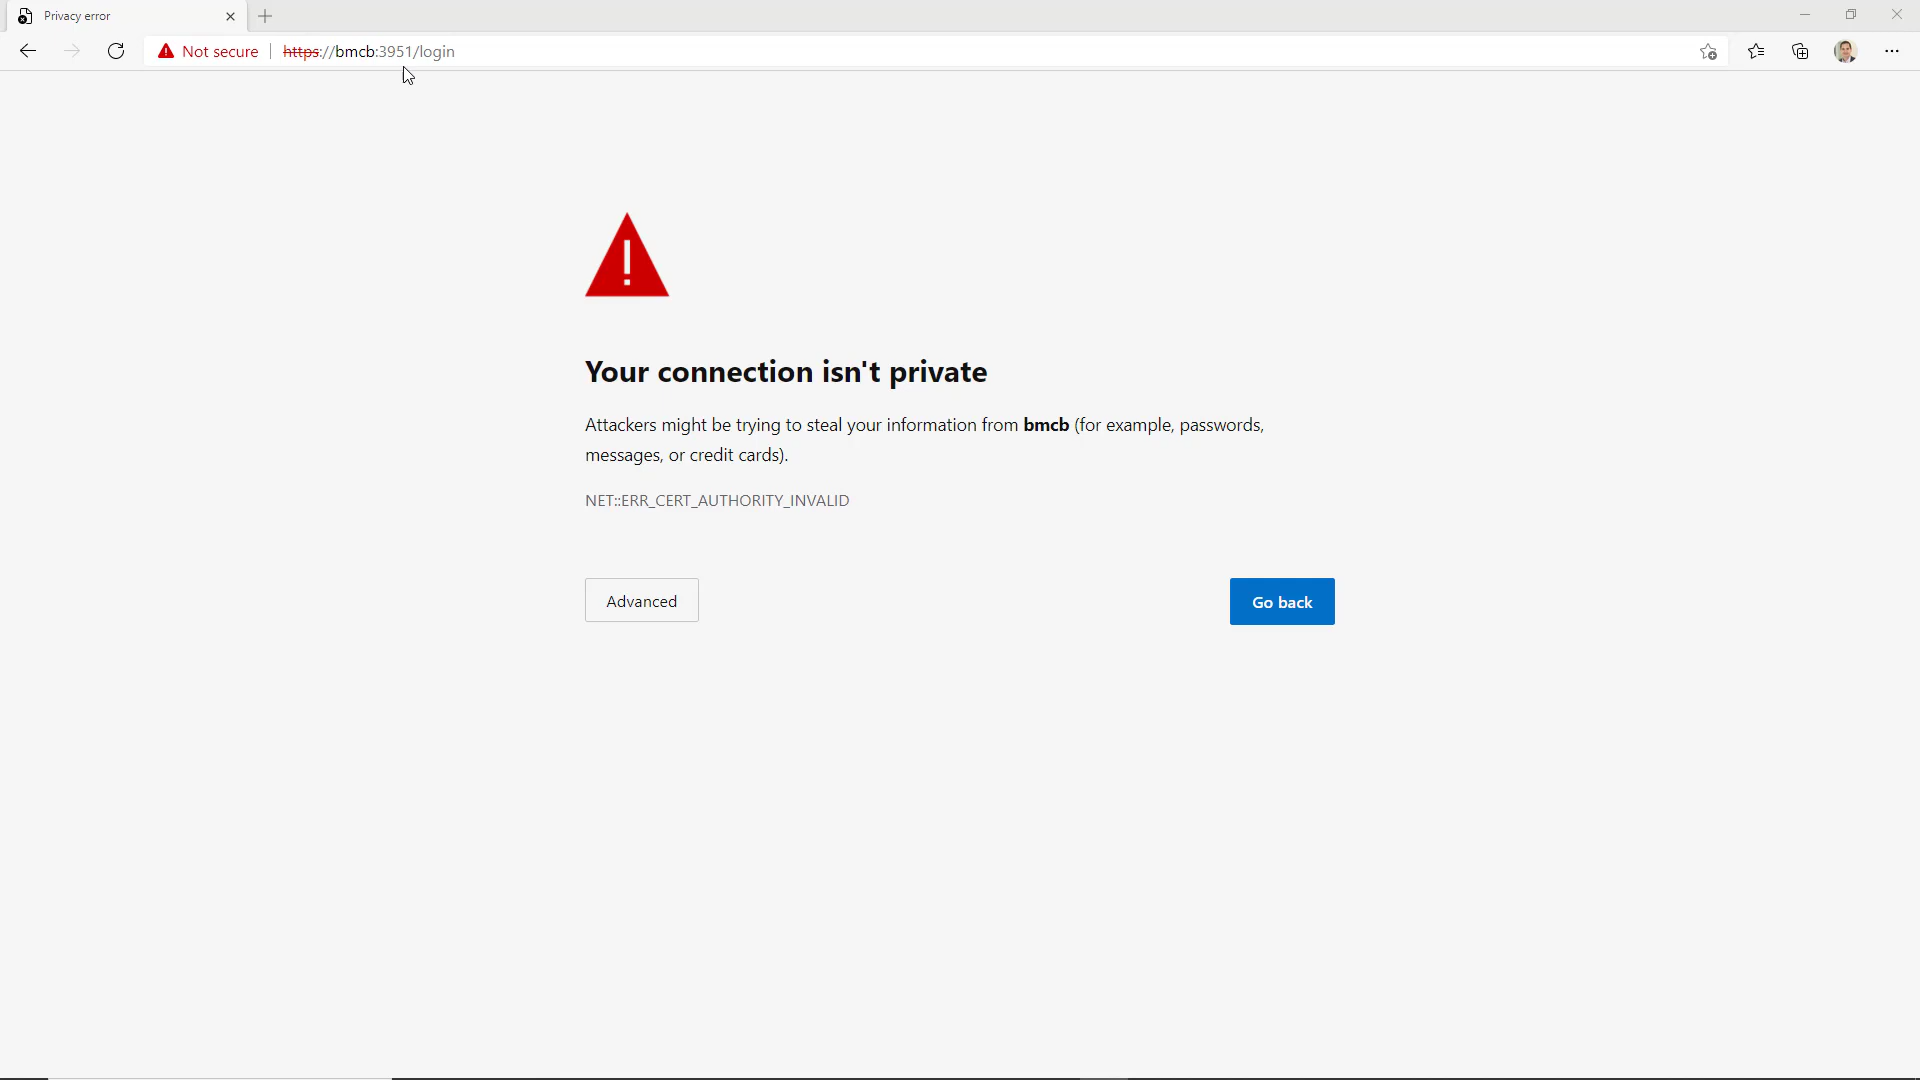 Privacy error
Not secure
https://bmcb:3951/login
!
Your connection isn't private
Attackers might be trying to steal your information from bmcb (for example, passwords,
messages, or credit cards).
NET::ERR_CERT_AUTHORITY_INVALID
Advanced
Go back